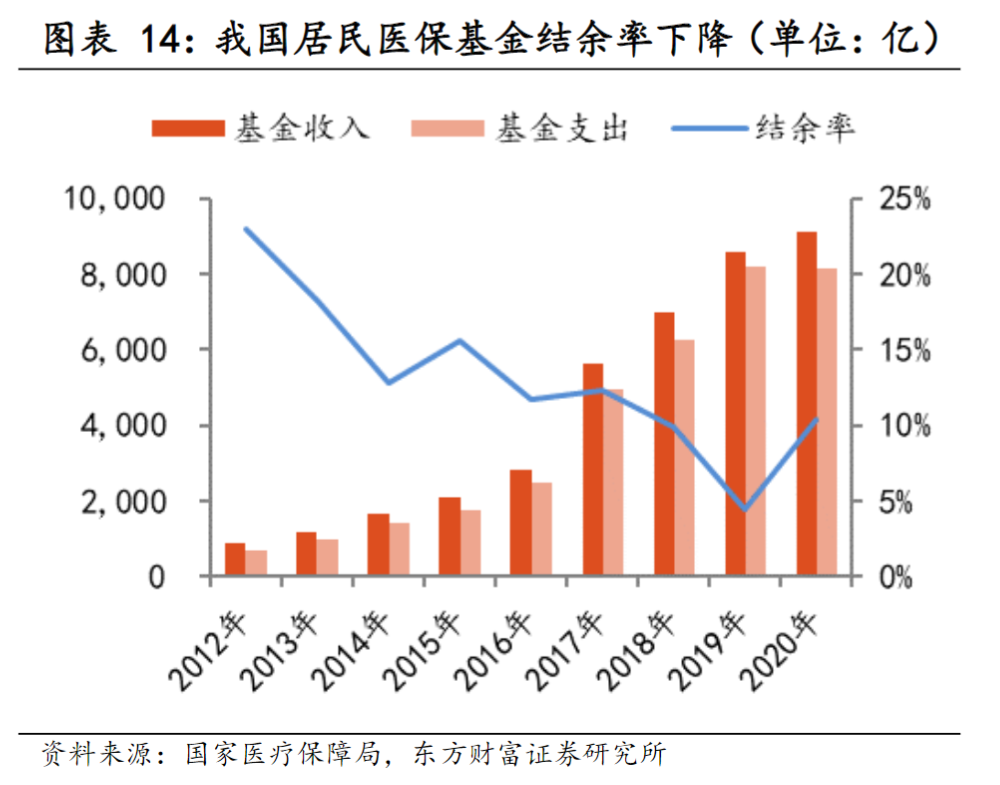 图表 14：我国居民医保基金结余率下降（单位：亿）
基金收入 基金支出 结余率
10,000 25%
8,000 20%
6,000 15%
4,000 10%
2,000 5%
0 0%
2012年 2013年 2014年 2015年 2016年 2017年 2018年 2019年 2020年
资料来源：国家医疗保障局，东方财富证券研究所